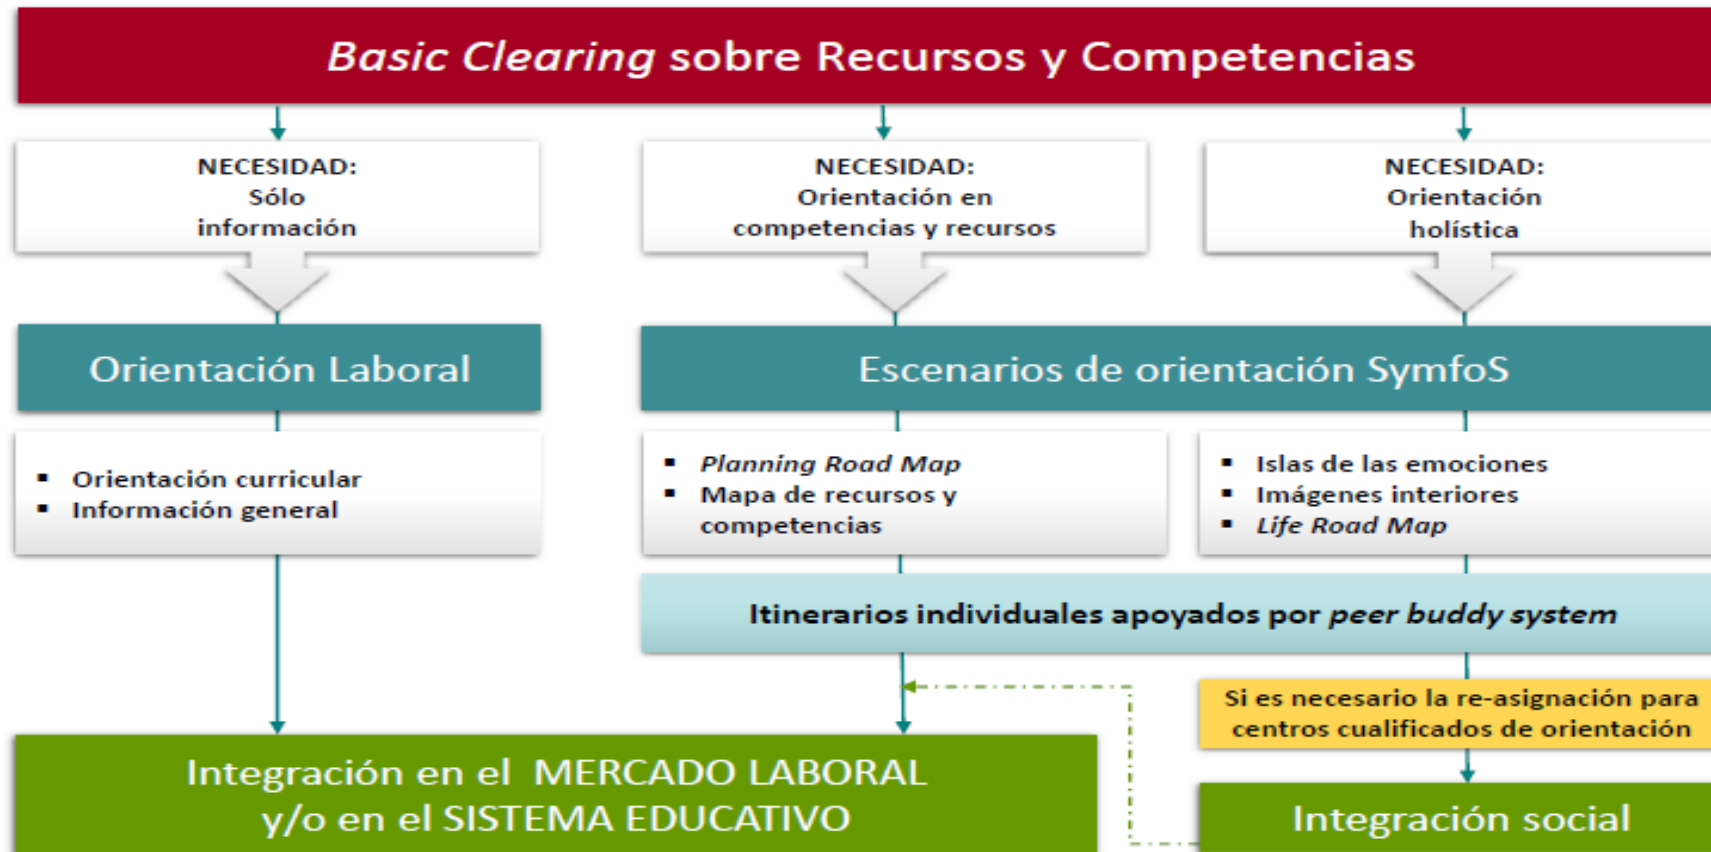 Basic Clearing sobre Recursos y Competencias
NECESIDAD:
Sólo
información
NECESIDAD:
Orientación en
competencias y recursos
NECESIDAD:
Orientación
holística
Orientación Laboral
Escenarios de orientación SymfoS
▪ Orientación curricular
▪ Información general
▪ Planning Road Map
▪ Mapa de recursos y
competencias
▪ Islas de las emociones
▪ Imágenes interiores
▪ Life Road Map
Itinerarios individuales apoyados por peer buddy system
Si es necesario la re-asignación para
centros cualificados de orientación
Integración en el MERCADO LABORAL
y/o en el SISTEMA EDUCATIVO
Integración social